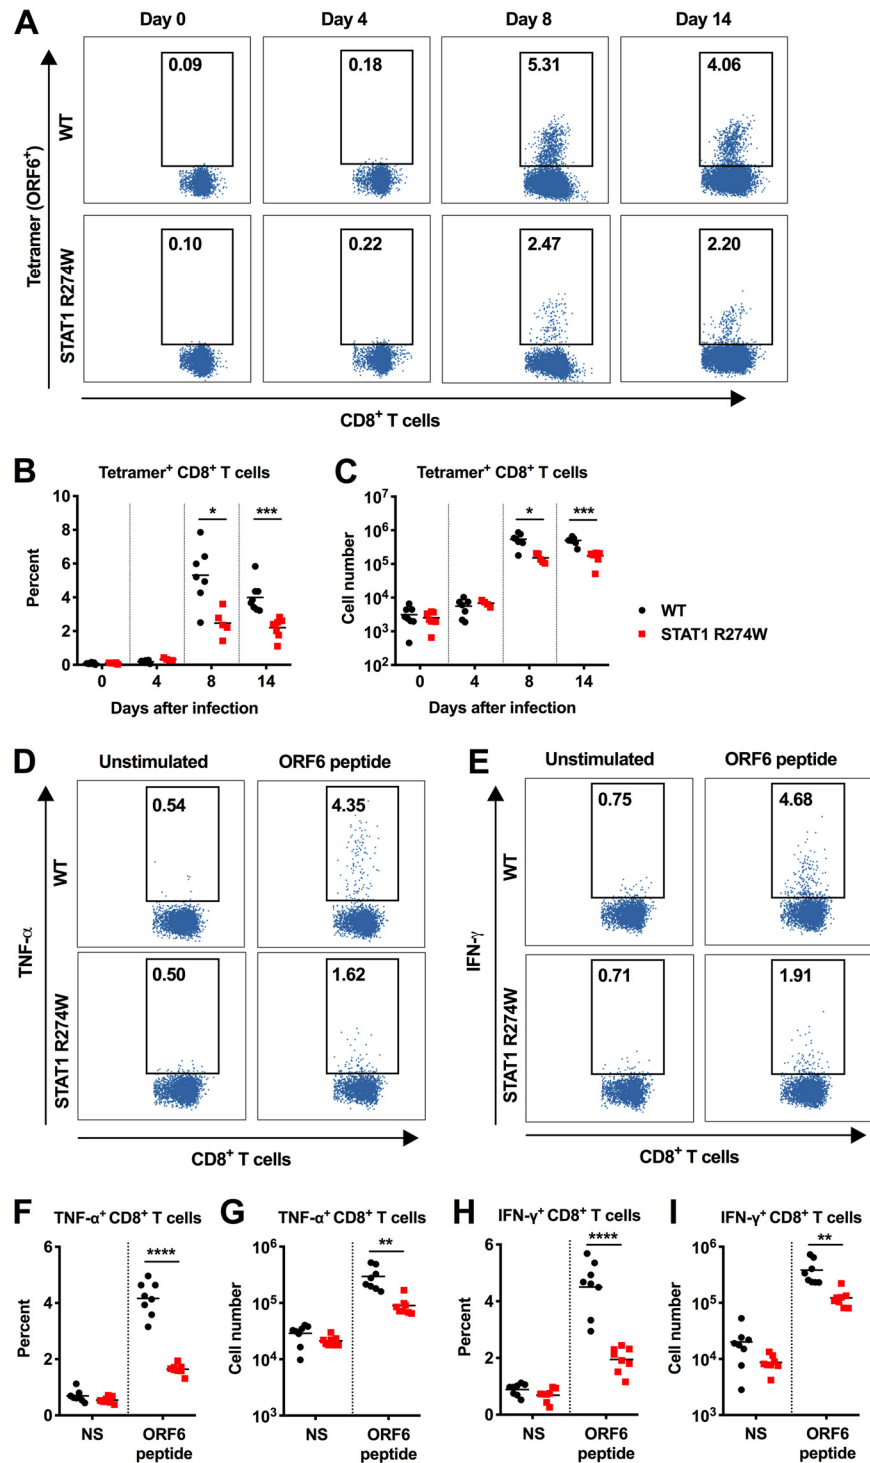 A
Day 0 Day 4 Day 8 Day 14
Tetramer (ORF6⁺)
WT
0.09 0.18 5.31 4.06
STAT1 R274W
0.10 0.22 2.47 2.20
CD8⁺ T cells
B
Tetramer⁺ CD8⁺ T cells
Percent
10
8
6
4
2
0
* ***
0 4 8 14
Days after infection
C
Tetramer⁺ CD8⁺ T cells
Cell number
10⁷
10⁶
10⁵
10⁴
10³
10²
* ***
0 4 8 14
Days after infection
WT
STAT1 R274W
D
Unstimulated ORF6 peptide
TNF-α
WT
0.54 4.35
STAT1 R274W
0.50 1.62
CD8⁺ T cells
E
Unstimulated ORF6 peptide
IFN-γ
WT
0.75 4.68
STAT1 R274W
0.71 1.91
CD8⁺ T cells
F
TNF-α⁺ CD8⁺ T cells
Percent
6
4
2
0
****
NS ORF6
peptide
G
TNF-α⁺ CD8⁺ T cells
Cell number
10⁶
10⁵
10⁴
10³
**
NS ORF6
peptide
H
IFN-γ⁺ CD8⁺ T cells
Percent
6
4
2
0
****
NS ORF6
peptide
I
IFN-γ⁺ CD8⁺ T cells
Cell number
10⁶
10⁵
10⁴
10³
**
NS ORF6
peptide